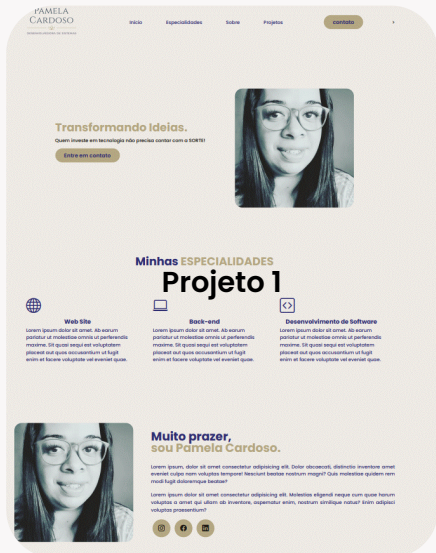 PAMELA
CARDOSO
Início Especialidades Sobre Projetos contato
Transformando Ideias.
Quem investe em tecnologia não precisa contar com a SORTE!
Entre em contato
Minhas ESPECIALIDADES
Projeto 1
Web Site
Lorem ipsum dolor sit amet. Ab earum
pariatur ut molestiae omnis ut perferendis
maxime. Sit quasi sequi est voluptatem
placeat aut quos accusantium ut fugit
enim et facere voluptate vel eveniet quae.
Back-end
Lorem ipsum dolor sit amet. Ab earum
pariatur ut molestiae omnis ut perferendis
maxime. Sit quasi sequi est voluptatem
placeat aut quos accusantium ut fugit
enim et facere voluptate vel eveniet quae.
Desenvolvimento de Software
Lorem ipsum dolor sit amet. Ab earum
pariatur ut molestiae omnis ut perferendis
maxime. Sit quasi sequi est voluptatem
placeat aut quos accusantium ut fugit
enim et facere voluptate vel eveniet quae.
Muito prazer,
sou Pamela Cardoso.
Lorem ipsum, dolor sit amet consectetur adipisicing elit. Dolor obcaecati, distinctio inventore amet
eveniet culpa nam voluptas tempore! Nesciunt beatae nostrum magni? Quis molestiae quidem rem
modi fugit doloremque beatae?
Lorem ipsum dolor sit amet consectetur adipisicing elit. Molestias eligendi neque cum quae harum
voluptas a amet qui ullam ab inventore, aspernatur enim, nostrum similique natus? Enim adipisci
voluptas praesentium?